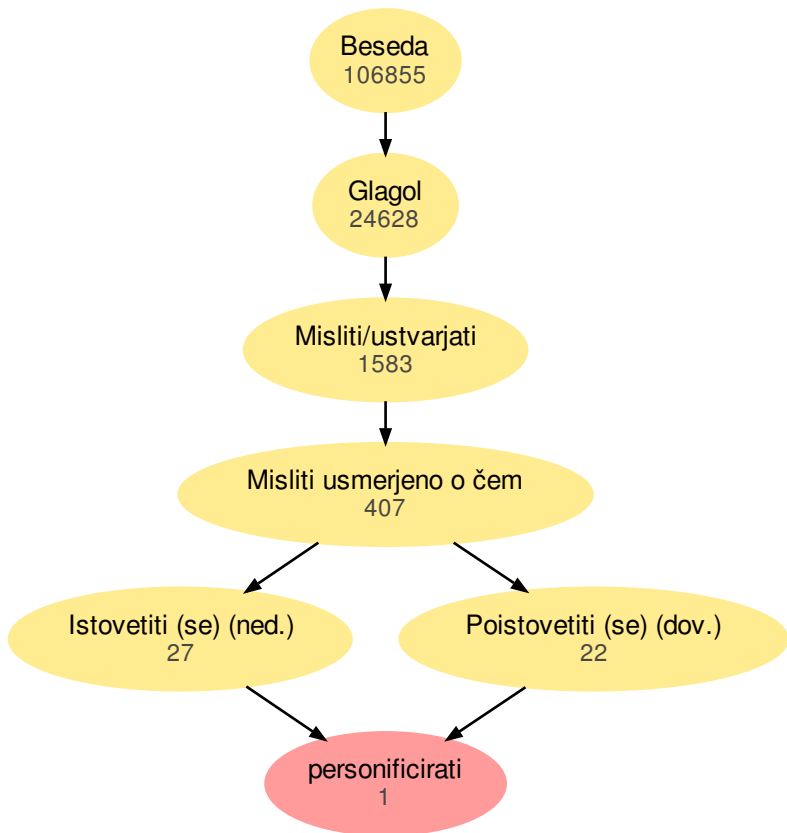 Beseda
106855
Glagol
24628
Misliti/ustvarjati
1583
Misliti usmerjeno o čem
407
Istovetiti (se) (ned.)
27
Poistovetiti (se) (dov.)
22
personificirati
1